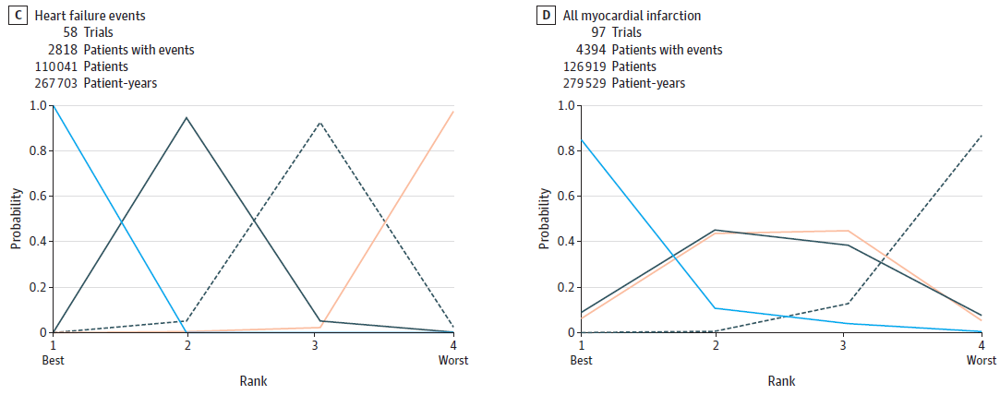 C Heart failure events
58 Trials
2818 Patients with events
110041 Patients
267703 Patient-years
1.0
0.8
0.6
0.4
0.2
0
Probability
1 2 3 4
Best Worst
Rank
D All myocardial infarction
97 Trials
4394 Patients with events
126919 Patients
279529 Patient-years
1.0
0.8
0.6
0.4
0.2
0
Probability
1 2 3 4
Best Worst
Rank